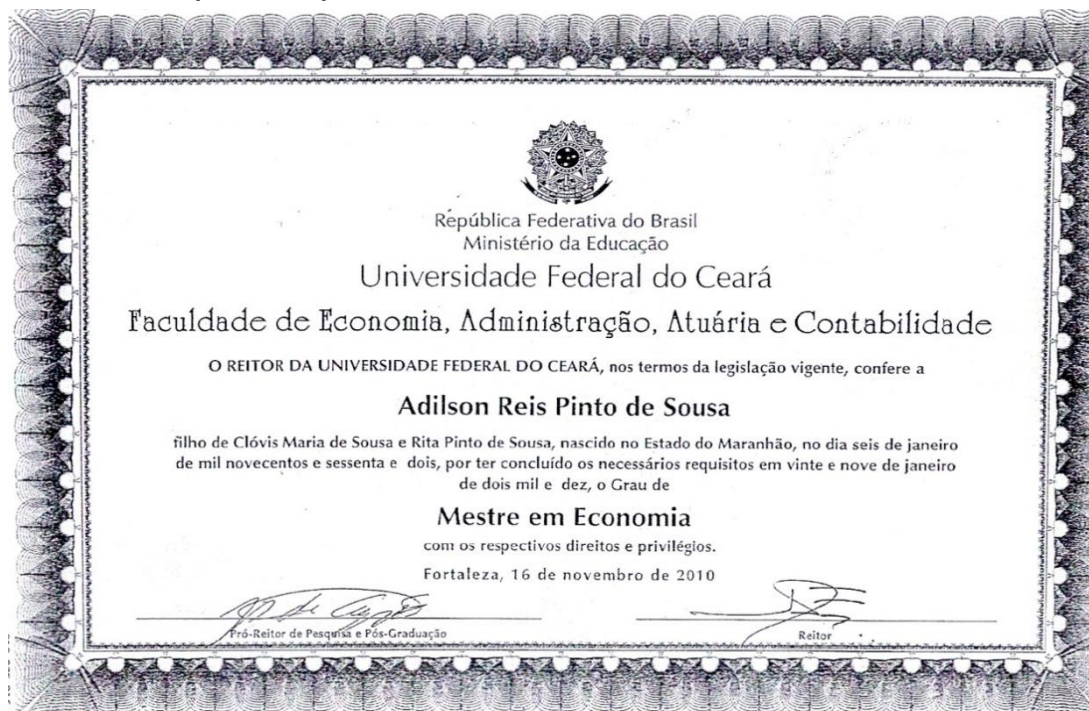 República Federativa do Brasil
Ministério da Educação
Universidade Federal do Ceará
Faculdade de Economia, Administração, Atuária e Contabilidade
O REITOR DA UNIVERSIDADE FEDERAL DO CEARÁ, nos termos da legislação vigente, confere a
Adilson Reis Pinto de Sousa
filho de Clóvis Maria de Sousa e Rita Pinto de Sousa, nascido no Estado do Maranhão, no dia seis de janeiro
de mil novecentos e sessenta e dois, por ter concluído os necessários requisitos em vinte e nove de janeiro
de dois mil e dez, o Grau de
Mestre em Economia
com os respectivos direitos e privilégios.
Fortaleza, 16 de novembro de 2010
Pró-Reitor de Pesquisa e Pós-Graduação
Reitor